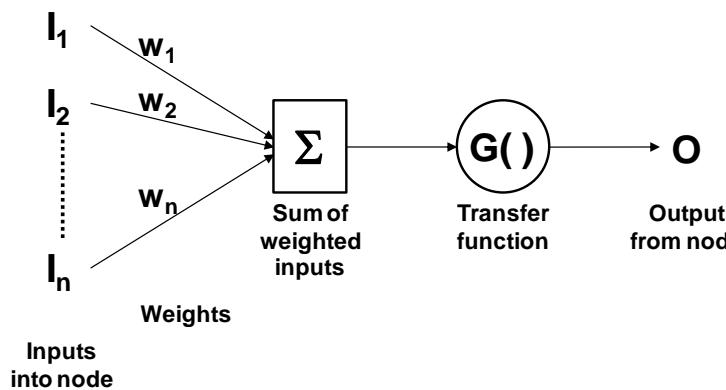 I1
w1
I2
w2
Σ
G( )
O
wn
Sum of
weighted
inputs
Transfer
function
Output
from nod
In
Weights
Inputs
into node